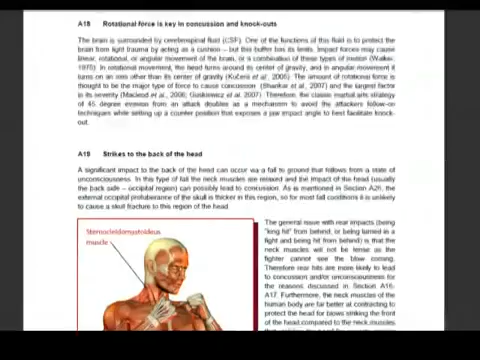 A18 Rotational force is key in concussion and knock-outs
The brain is surrounded by cerebrospinal fluid (CSF). One of the functions of this fluid is to protect the
brain from light trauma by acting as a cushion – but this buffer has its limits. Impact forces may cause
linear, rotational, or angular movement of the brain, or a combination of these types of motion (Walker,
1975). In rotational movement, the head turns around its center of gravity, and in angular movement it
turns on an axis other than its center of gravity (Kučera et al., 2005). The amount of rotational force is
thought to be the major type of force to cause concussion (Shankar et al., 2007) and the largest factor
in its severity (Macleod et al., 2006; Guskiewicz et al. 2007). Therefore, the classic martial arts strategy
of 45 degree evasion from an attack doubles as a mechanism to avoid the attackers follow-on
techniques while setting up a counter position that exposes a jaw impact angle to best facilitate knock-
out.
A19 Strikes to the back of the head
A significant impact to the back of the head can occur via a fall to ground that follows from a state of
unconsciousness. In this type of fall the neck muscles are relaxed and the impact of the head (usually
the back side – occipital region) can possibly lead to concussion. As is mentioned in Section A26, the
external occipital protuberance of the skull is thicker in this region, so for most fall conditions it is unlikely
to cause a skull fracture to this region of the head.
Sternocleidomastoideus
muscle
The general issue with rear impacts (being
"king hit" from behind, or being turned in a
fight and being hit from behind) is that the
neck muscles will not be tense as the
fighter cannot see the blow coming.
Therefore rear hits are more likely to lead
to concussion and/or unconsciousness for
the reasons discussed in Section A16-
A17. Furthermore, the neck muscles of the
human body are far better at contracting to
protect the head for blows striking the front
of the head compared to the neck muscles